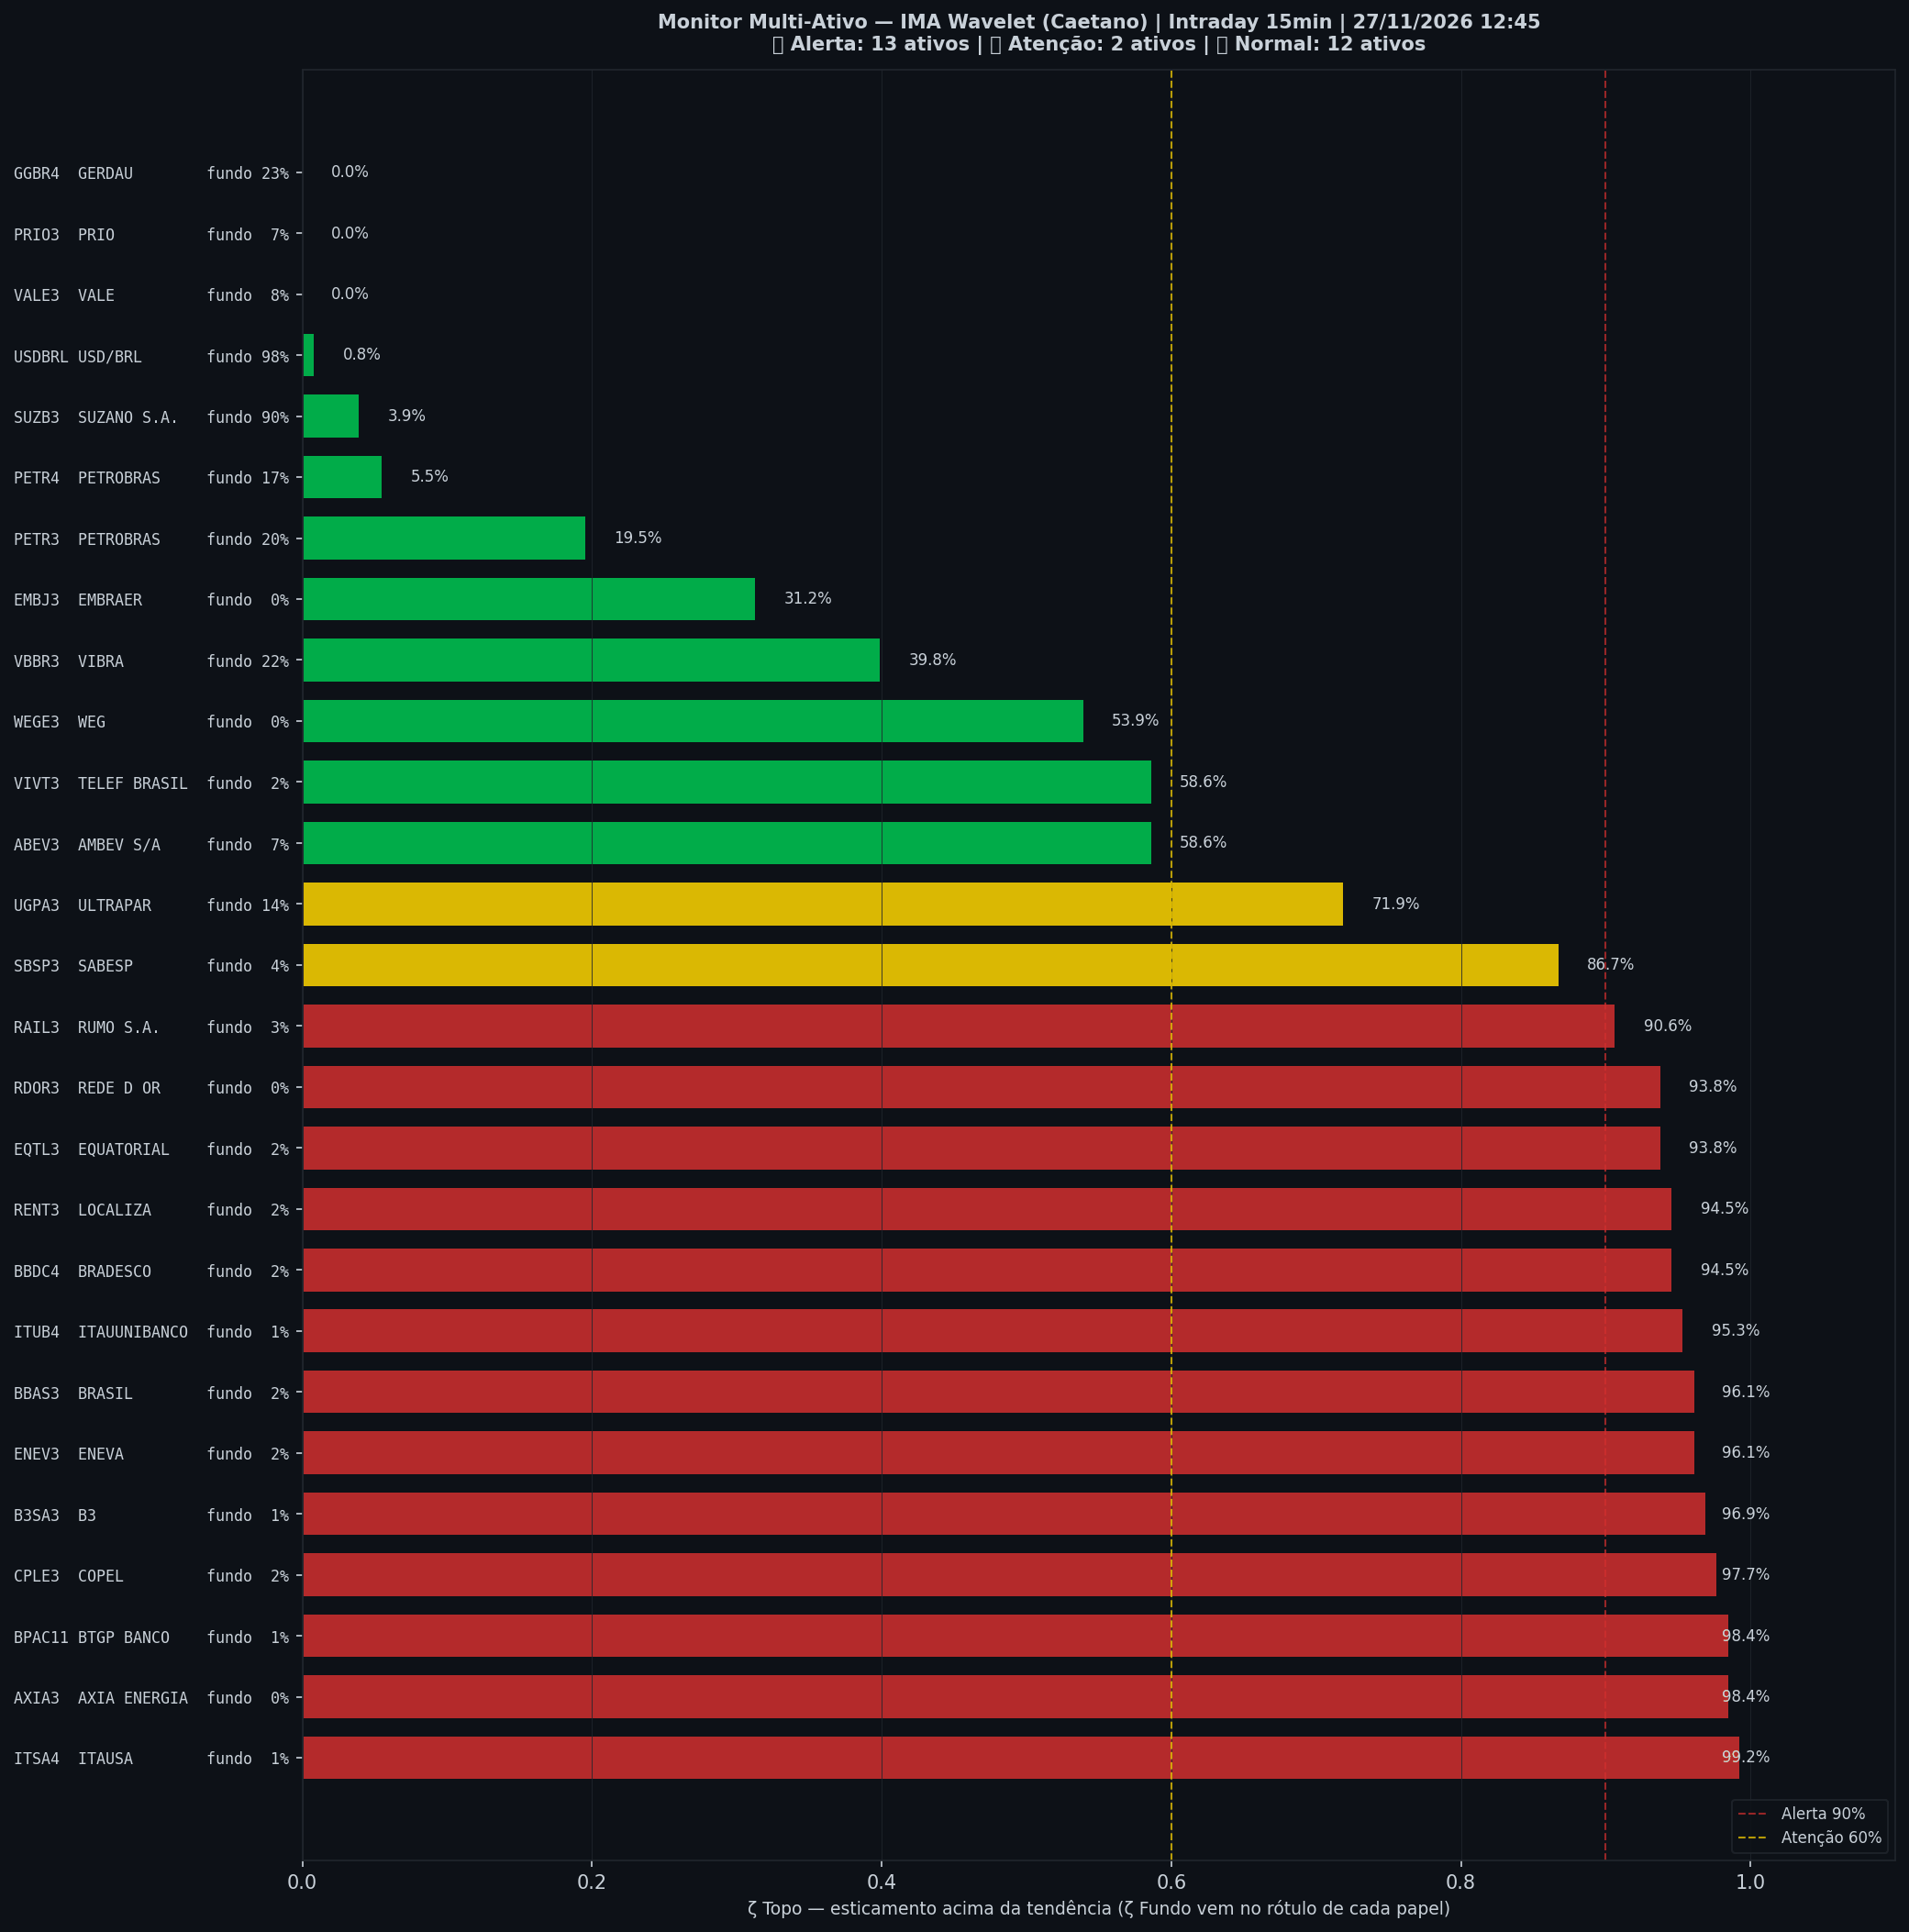 Monitor Multi-Ativo — IMA Wavelet (Caetano) | Intraday 15min | 27/11/2026 12:45
▯ Alerta: 13 ativos | ▯ Atenção: 2 ativos | ▯ Normal: 12 ativos
GGBR4 GERDAU fundo 23% 0.0%
PRIO3 PRIO fundo 7% 0.0%
VALE3 VALE fundo 8% 0.0%
USDBRL USD/BRL fundo 98% 0.8%
SUZB3 SUZANO S.A. fundo 90% 3.9%
PETR4 PETROBRAS fundo 17% 5.5%
PETR3 PETROBRAS fundo 20% 19.5%
EMBJ3 EMBRAER fundo 0% 31.2%
VBBR3 VIBRA fundo 22% 39.8%
WEGE3 WEG fundo 0% 53.9%
VIVT3 TELEF BRASIL fundo 2% 58.6%
ABEV3 AMBEV S/A fundo 7% 58.6%
UGPA3 ULTRAPAR fundo 14% 71.9%
SBSP3 SABESP fundo 4% 86.7%
RAIL3 RUMO S.A. fundo 3% 90.6%
RDOR3 REDE D OR fundo 0% 93.8%
EQTL3 EQUATORIAL fundo 2% 93.8%
RENT3 LOCALIZA fundo 2% 94.5%
BBDC4 BRADESCO fundo 2% 94.5%
ITUB4 ITAUUNIBANCO fundo 1% 95.3%
BBAS3 BRASIL fundo 2% 96.1%
ENEV3 ENEVA fundo 2% 96.1%
B3SA3 B3 fundo 1% 96.9%
CPLE3 COPEL fundo 2% 97.7%
BPAC11 BTGP BANCO fundo 1% 98.4%
AXIA3 AXIA ENERGIA fundo 0% 98.4%
ITSA4 ITAUSA fundo 1% 99.2%
Alerta 90%
Atenção 60%
0.0 0.2 0.4 0.6 0.8 1.0
ζ Topo — esticamento acima da tendência (ζ Fundo vem no rótulo de cada papel)